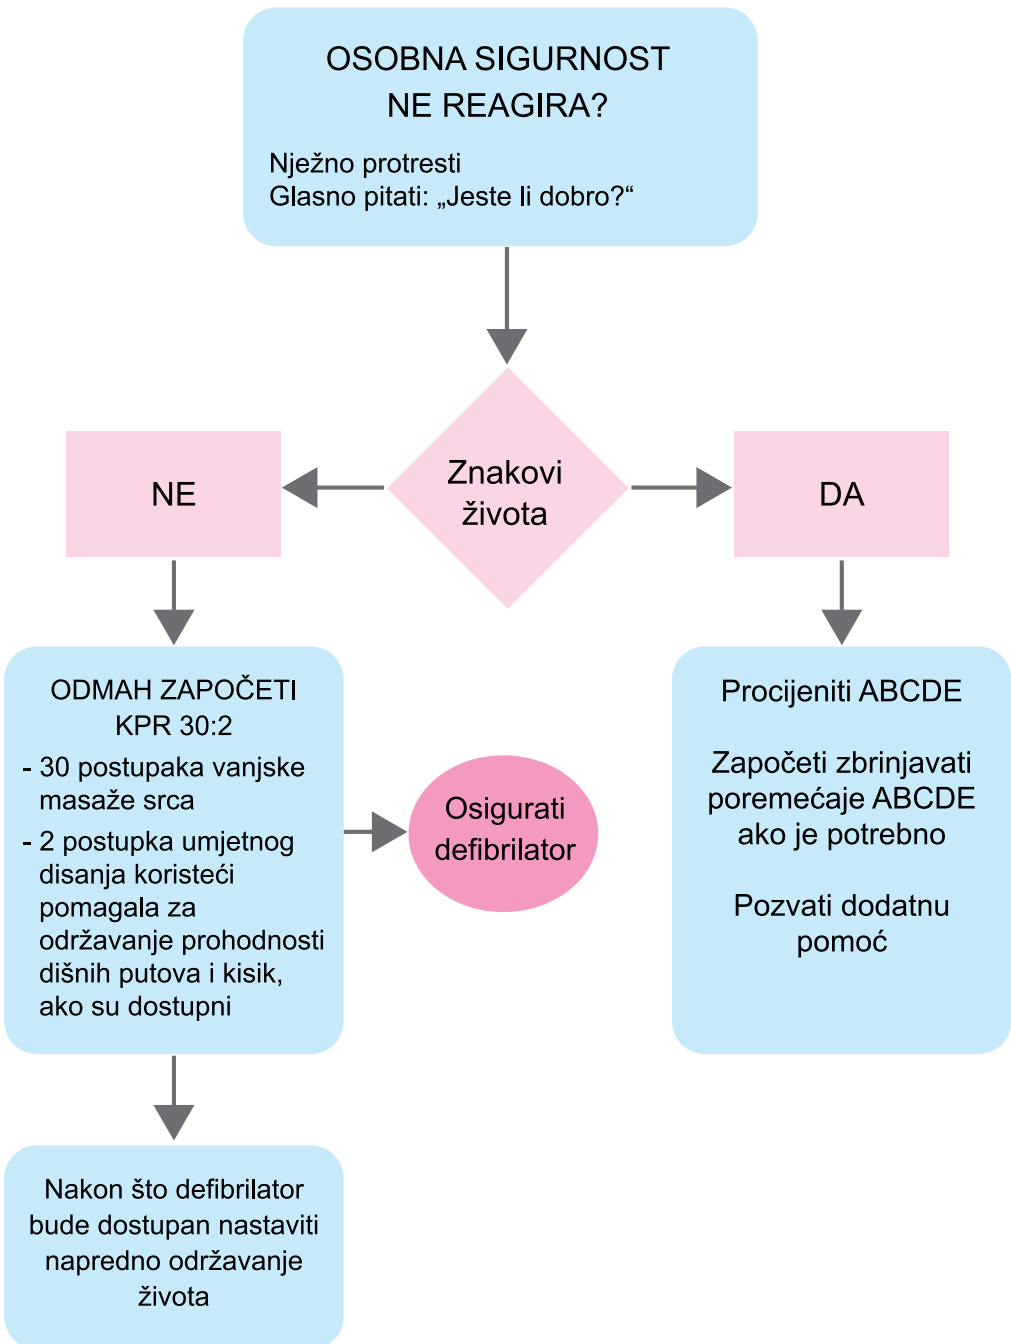 OSOBNA SIGURNOST
NE REAGIRA?
Nježno protresti
Glasno pitati: „Jeste li dobro?“
Znakovi
života
NE
DA
ODMAH ZAPOČETI
KPR 30:2
- 30 postupaka vanjske
masaže srca
- 2 postupka umjetnog
disanja koristeći
pomagala za
održavanje prohodnosti
dišnih putova i kisik,
ako su dostupni
Osigurati
defibrilator
Procijeniti ABCDE
Započeti zbrinjavati
poremećaje ABCDE
ako je potrebno
Pozvati dodatnu
pomoć
Nakon što defibrilator
bude dostupan nastaviti
napredno održavanje
života